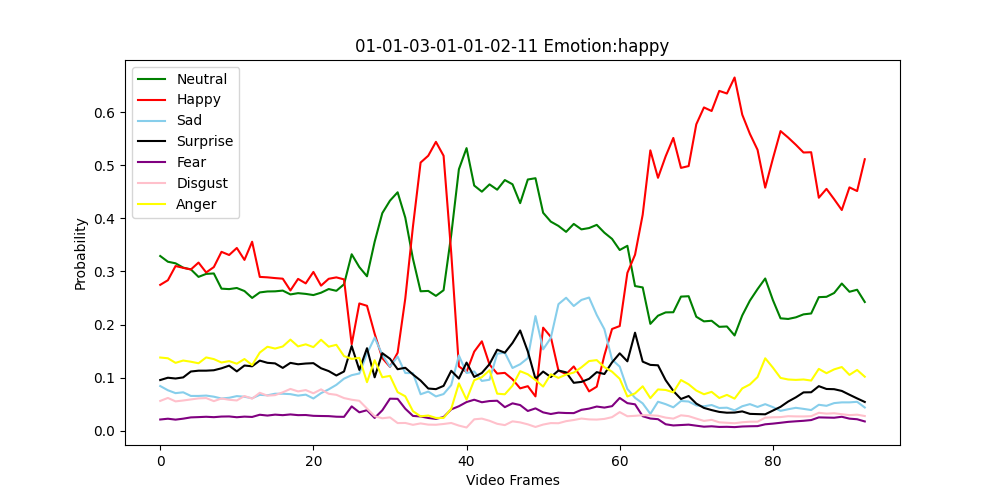 01-01-03-01-01-02-11 Emotion:happy
Neutral
Happy
Sad
Surprise
Fear
Disgust
Anger
Probability
0.6
0.5
0.4
0.3
0.2
0.1
0.0
0 20 40 60 80
Video Frames